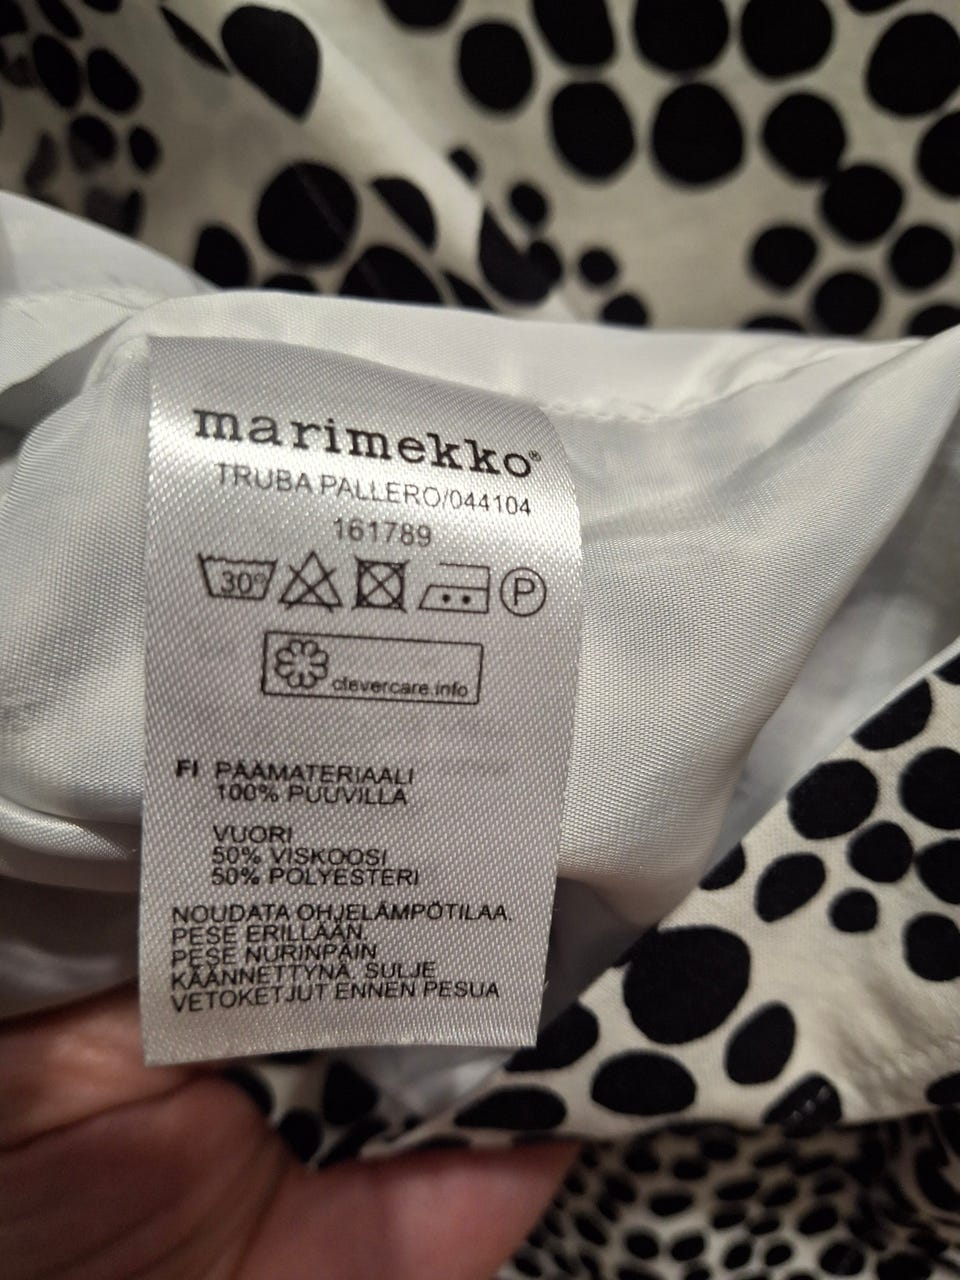 marimekko®
TRUBA PALLERO/044104
161789
30° P
clevercare.info
FI PÄÄMATERIAALI
100% PUUVILLA
VUORI
50% VISKOOSI
50% POLYESTERI
NOUDATA OHJELÄMPÖTILAA.
PESE ERILLÄÄN.
PESE NURINPÄIN
KÄÄNNETTYNÄ. SULJE
VETOKETJUT ENNEN PESUA